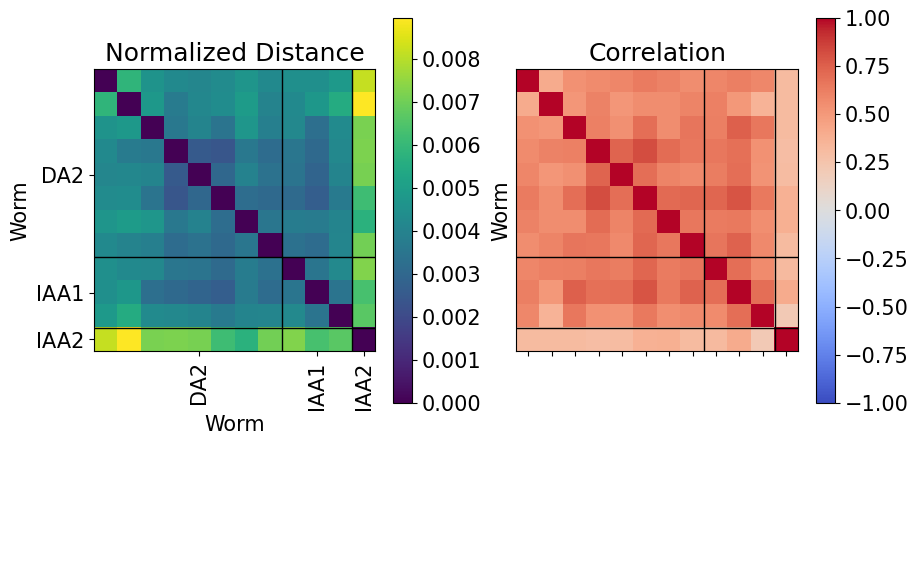 Normalized Distance
Worm
DA2
IAA1
IAA2
DA2
IAA1
IAA2
Worm
0.008
0.007
0.006
0.005
0.004
0.003
0.002
0.001
0.000
Correlation
Worm
1.00
0.75
0.50
0.25
0.00
−0.25
−0.50
−0.75
−1.00